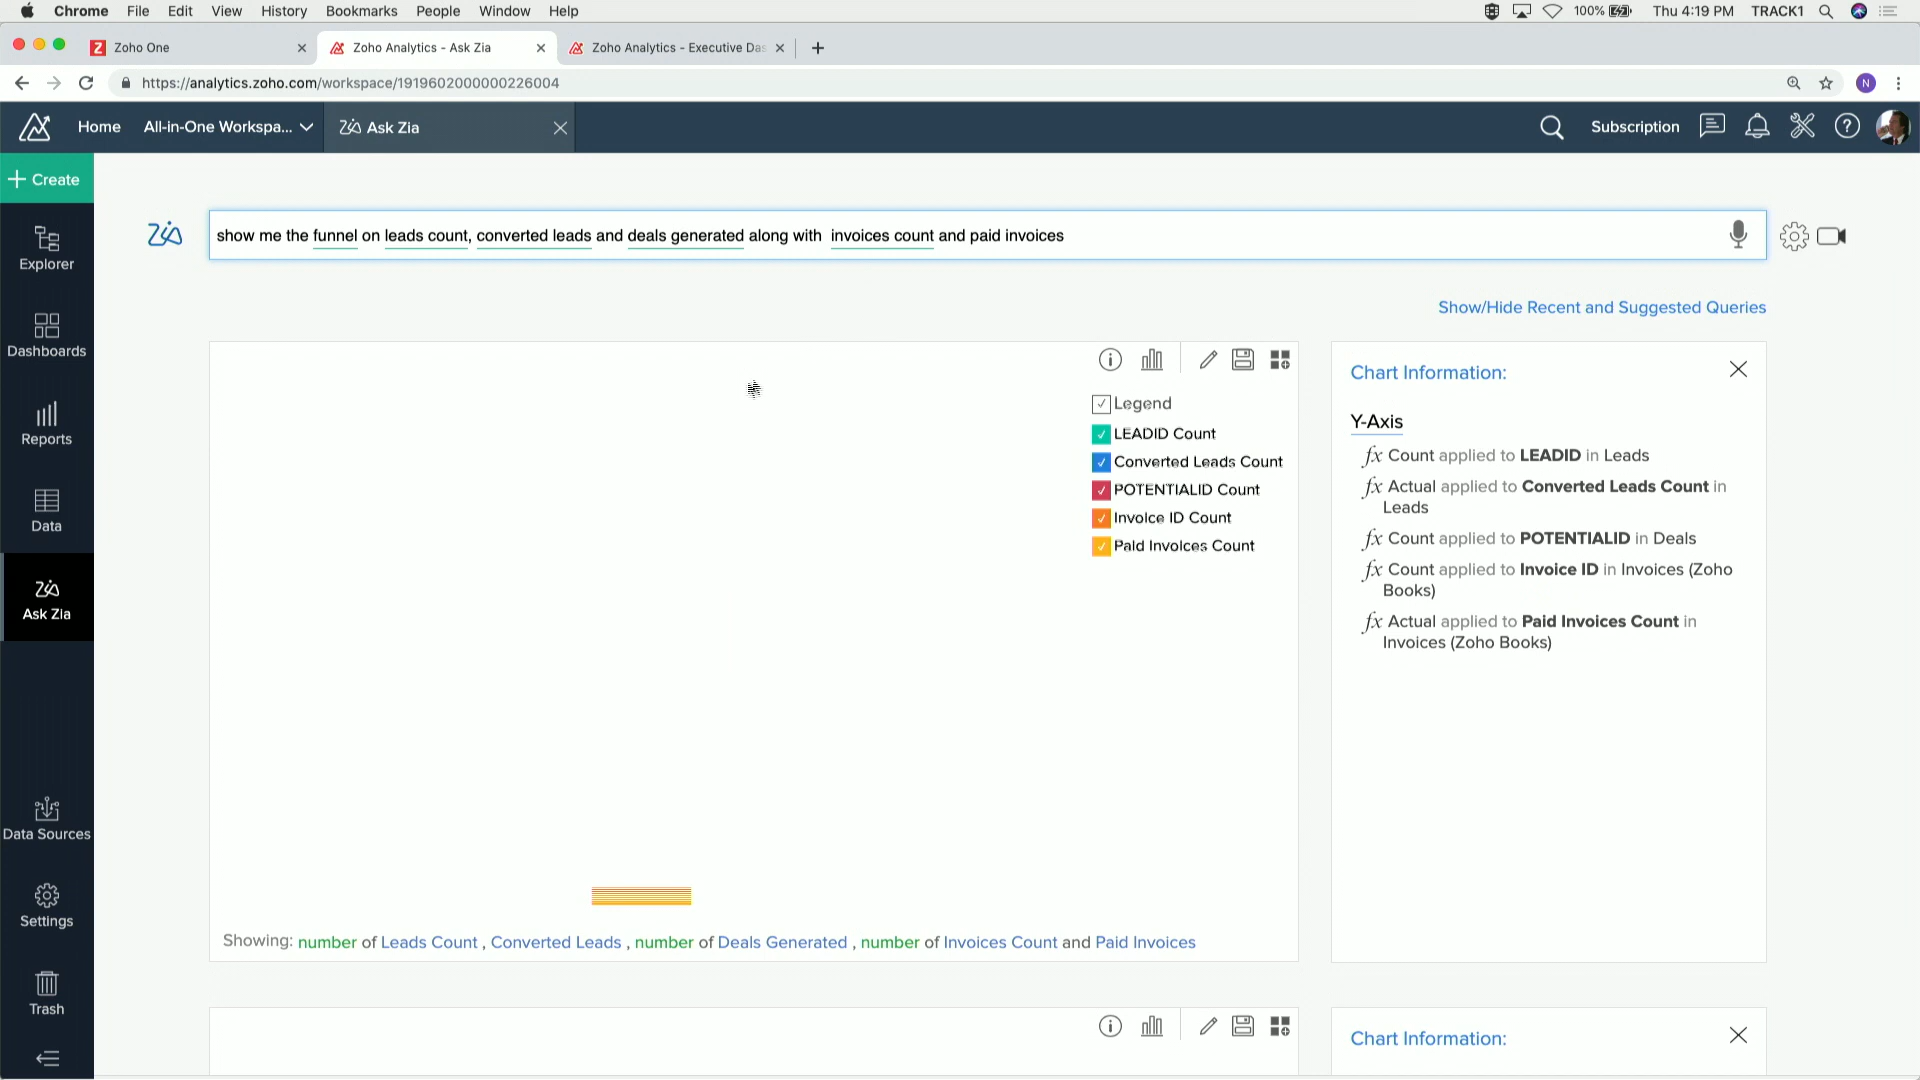 Chrome File Edit View History Bookmarks People Window Help 100% Thu 4:19 PM TRACK1
Zoho One Zoho Analytics - Ask Zia Zoho Analytics - Executive Das
https://analytics.zoho.com/workspace/1919602000000226004 N
Home All-in-One Workspa... Zia Ask Zia Subscription
Create
Zia show me the funnel on leads count, converted leads and deals generated along with invoices count and paid invoices
Explorer
Show/Hide Recent and Suggested Queries
Dashboards
Reports
Data
Zia
Ask Zia
Data Sources
Settings
Trash
Legend
LEADID Count
Converted Leads Count
POTENTIALID Count
Invoice ID Count
Paid Invoices Count
Showing: number of Leads Count , Converted Leads , number of Deals Generated , number of Invoices Count and Paid Invoices
Chart Information:
Y-Axis
fx Count applied to LEADID in Leads
fx Actual applied to Converted Leads Count in
Leads
fx Count applied to POTENTIALID in Deals
fx Count applied to Invoice ID in Invoices (Zoho
Books)
fx Actual applied to Paid Invoices Count in
Invoices (Zoho Books)
Chart Information: